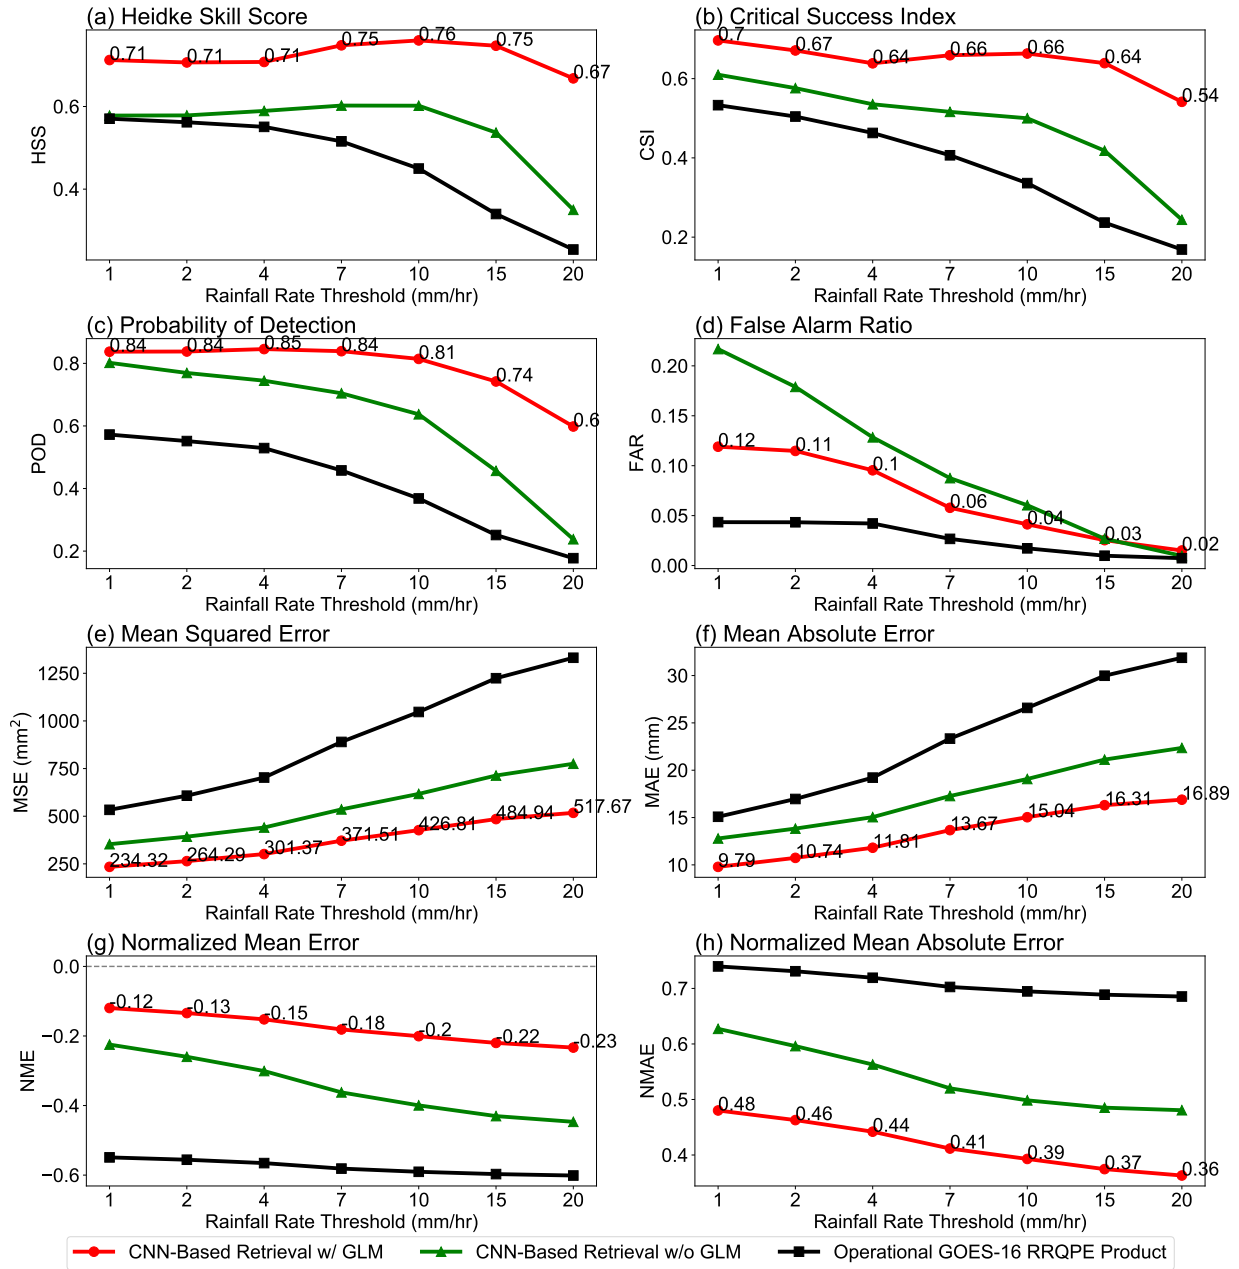 (a) Heidke Skill Score
0.71
0.71
0.71
0.75
0.76
0.75
0.67
0.6
0.4
HSS
1 2 4 7 10 15 20
Rainfall Rate Threshold (mm/hr)
(b) Critical Success Index
0.7
0.67
0.64
0.66
0.66
0.64
0.54
0.6
0.4
0.2
CSI
1 2 4 7 10 15 20
Rainfall Rate Threshold (mm/hr)
(c) Probability of Detection
0.84
0.84
0.85
0.84
0.81
0.74
0.6
0.8
0.6
0.4
0.2
POD
1 2 4 7 10 15 20
Rainfall Rate Threshold (mm/hr)
(d) False Alarm Ratio
0.12
0.11
0.1
0.06
0.04
0.03
0.02
0.20
0.15
0.10
0.05
0.00
FAR
1 2 4 7 10 15 20
Rainfall Rate Threshold (mm/hr)
(e) Mean Squared Error
234.32
264.29
301.37
371.51
426.81
484.94
517.67
1250
1000
750
500
250
MSE (mm²)
1 2 4 7 10 15 20
Rainfall Rate Threshold (mm/hr)
(f) Mean Absolute Error
9.79
10.74
11.81
13.67
15.04
16.31
16.89
30
25
20
15
10
MAE (mm)
1 2 4 7 10 15 20
Rainfall Rate Threshold (mm/hr)
(g) Normalized Mean Error
-0.12
-0.13
-0.15
-0.18
-0.2
-0.22
-0.23
0.0
−0.2
−0.4
−0.6
NME
1 2 4 7 10 15 20
Rainfall Rate Threshold (mm/hr)
(h) Normalized Mean Absolute Error
0.48
0.46
0.44
0.41
0.39
0.37
0.36
0.7
0.6
0.5
0.4
NMAE
1 2 4 7 10 15 20
Rainfall Rate Threshold (mm/hr)
CNN-Based Retrieval w/ GLM
CNN-Based Retrieval w/o GLM
Operational GOES-16 RRQPE Product